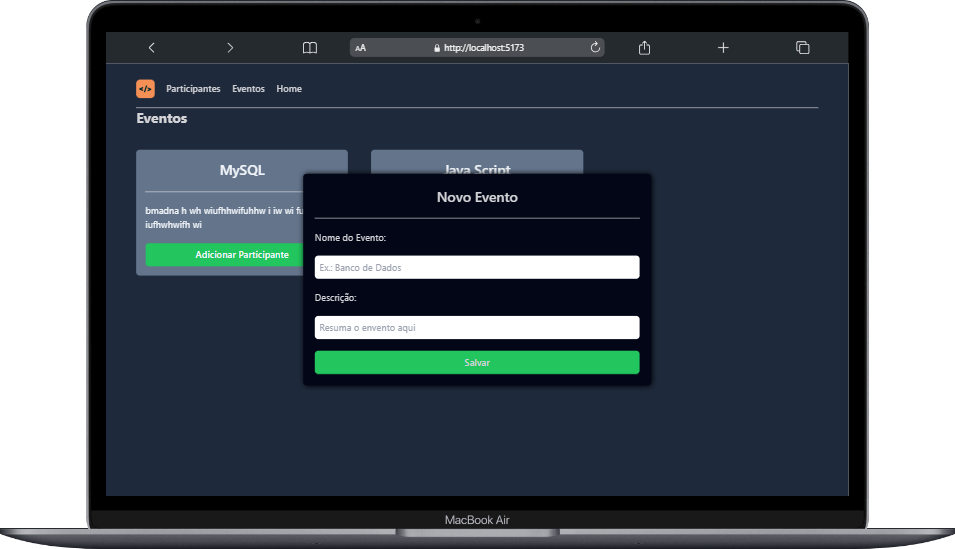 AA http://localhost:5173
</> Participantes Eventos Home
Eventos
MySQL
Java Script
bmadna h wh wiufhhwifuhhw i iw wi fu
iufhwhwifh wi
Adicionar Participante
Novo Evento
Nome do Evento:
Ex.: Banco de Dados
Descrição:
Resuma o envento aqui
Salvar
MacBook Air